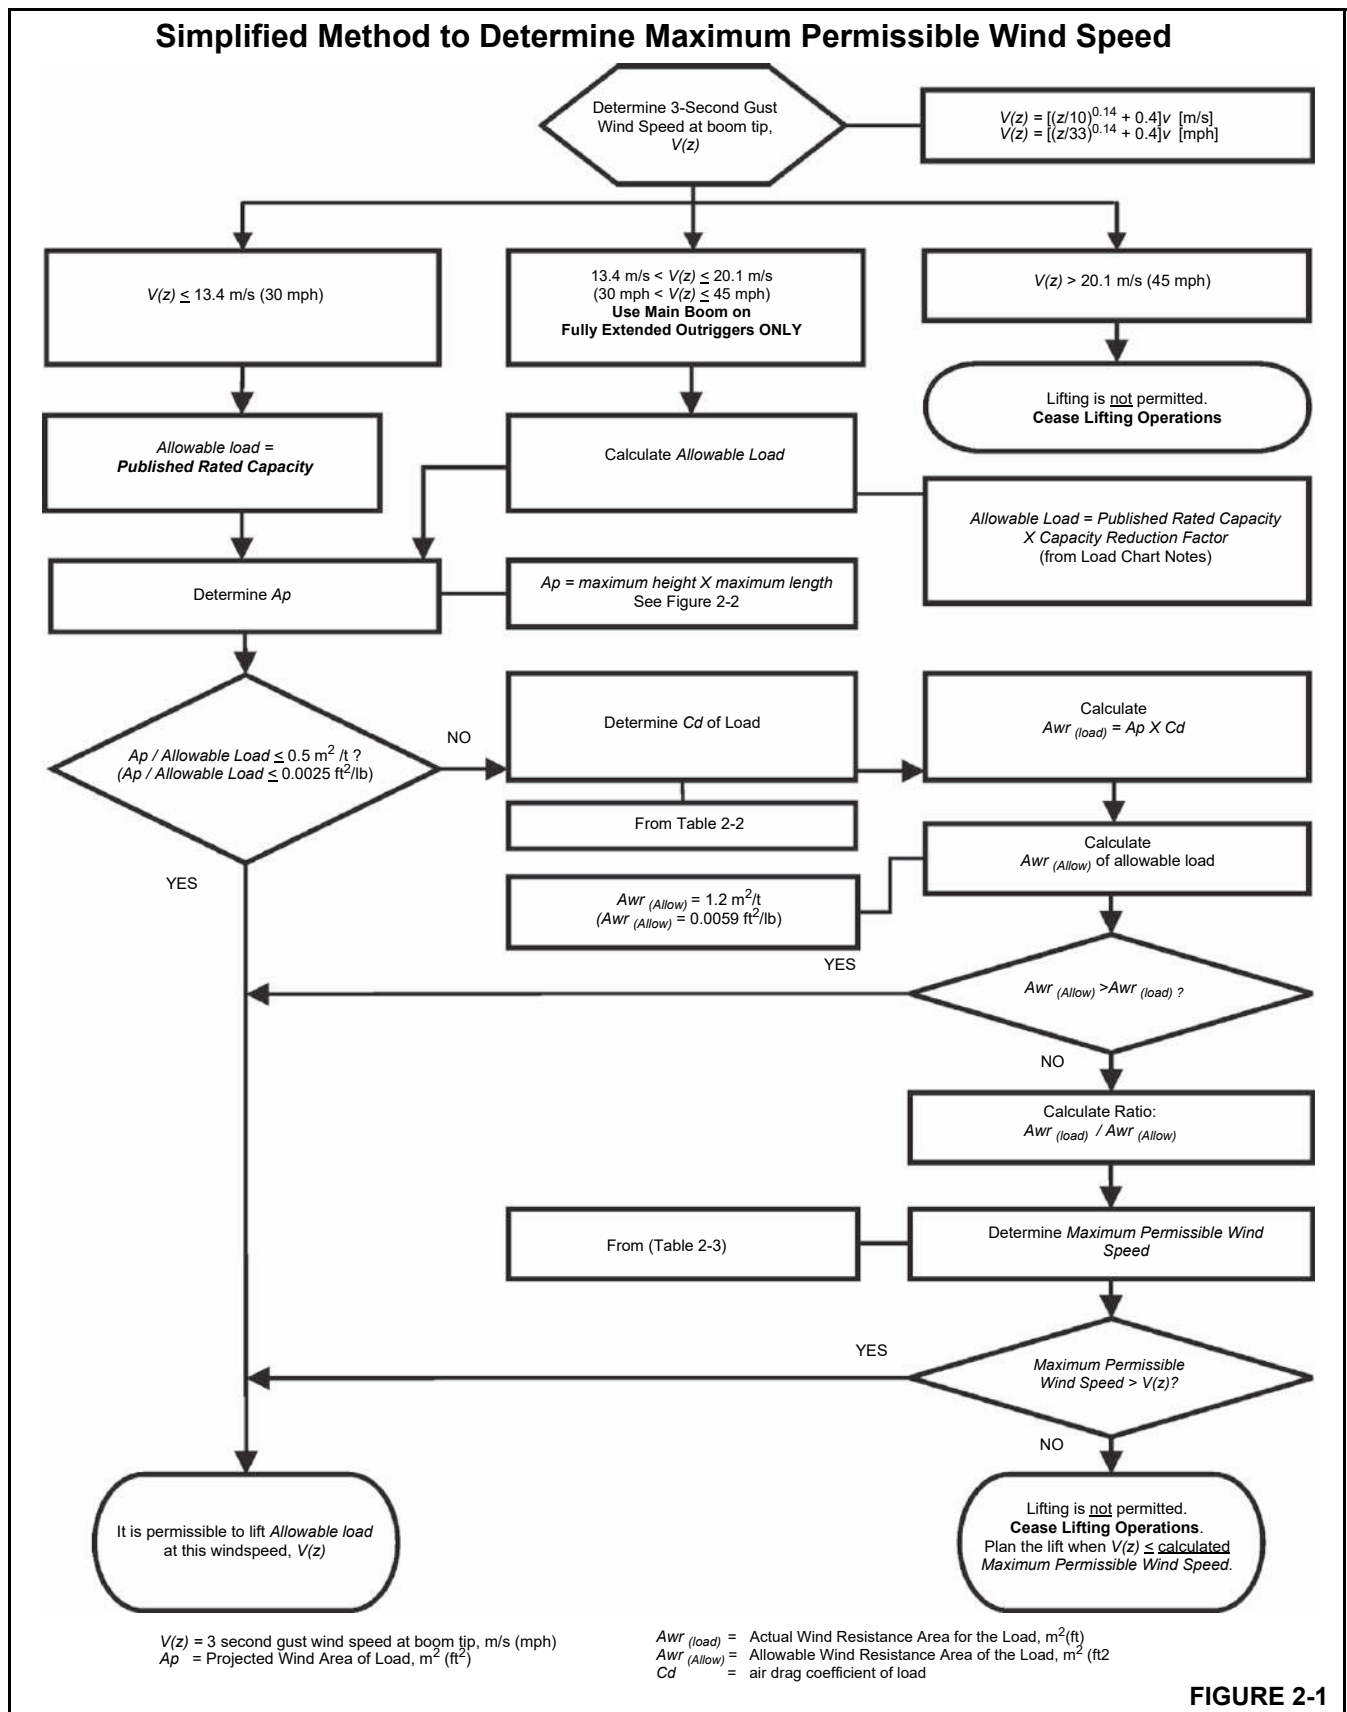 Simplified Method to Determine Maximum Permissible Wind Speed
Determine 3-Second Gust
Wind Speed at boom tip,
V(z)
V(z) = [(z/10)^0.14 + 0.4]v [m/s]
V(z) = [(z/33)^0.14 + 0.4]v [mph]
V(z) ≤ 13.4 m/s (30 mph)
13.4 m/s < V(z) ≤ 20.1 m/s
(30 mph < V(z) ≤ 45 mph)
Use Main Boom on
Fully Extended Outriggers ONLY
V(z) > 20.1 m/s (45 mph)
Lifting is not permitted.
Cease Lifting Operations
Allowable load =
Published Rated Capacity
Calculate Allowable Load
Allowable Load = Published Rated Capacity
X Capacity Reduction Factor
(from Load Chart Notes)
Determine Ap
Ap = maximum height X maximum length
See Figure 2-2
Ap / Allowable Load ≤ 0.5 m² /t ?
(Ap / Allowable Load ≤ 0.0025 ft²/lb)
NO
YES
Determine Cd of Load
From Table 2-2
Calculate
Awr (load) = Ap X Cd
Calculate
Awr (Allow) of allowable load
Awr (Allow) = 1.2 m²/t
(Awr (Allow) = 0.0059 ft²/lb)
YES
Awr (Allow) >Awr (load) ?
NO
Calculate Ratio:
Awr (load) / Awr (Allow)
From (Table 2-3)
Determine Maximum Permissible Wind
Speed
YES
Maximum Permissible
Wind Speed > V(z)?
NO
It is permissible to lift Allowable load
at this windspeed, V(z)
Lifting is not permitted.
Cease Lifting Operations.
Plan the lift when V(z) ≤ calculated
Maximum Permissible Wind Speed.
V(z) = 3 second gust wind speed at boom tip, m/s (mph)
Ap = Projected Wind Area of Load, m² (ft²)
Awr (load) = Actual Wind Resistance Area for the Load, m²(ft)
Awr (Allow) = Allowable Wind Resistance Area of the Load, m² (ft2
Cd = air drag coefficient of load
FIGURE 2-1